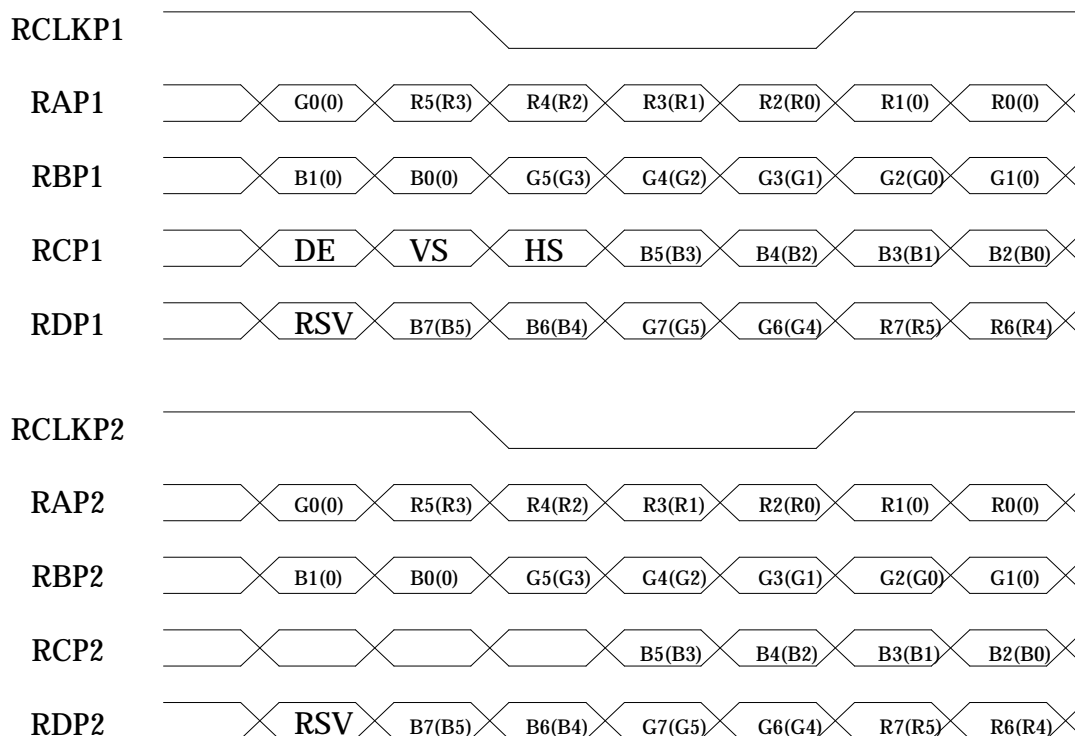 RCLKP1
RAP1 G0(0) R5(R3) R4(R2) R3(R1) R2(R0) R1(0) R0(0)
RBP1 B1(0) B0(0) G5(G3) G4(G2) G3(G1) G2(G0) G1(0)
RCP1 DE VS HS B5(B3) B4(B2) B3(B1) B2(B0)
RDP1 RSV B7(B5) B6(B4) G7(G5) G6(G4) R7(R5) R6(R4)
RCLKP2
RAP2 G0(0) R5(R3) R4(R2) R3(R1) R2(R0) R1(0) R0(0)
RBP2 B1(0) B0(0) G5(G3) G4(G2) G3(G1) G2(G0) G1(0)
RCP2 B5(B3) B4(B2) B3(B1) B2(B0)
RDP2 RSV B7(B5) B6(B4) G7(G5) G6(G4) R7(R5) R6(R4)